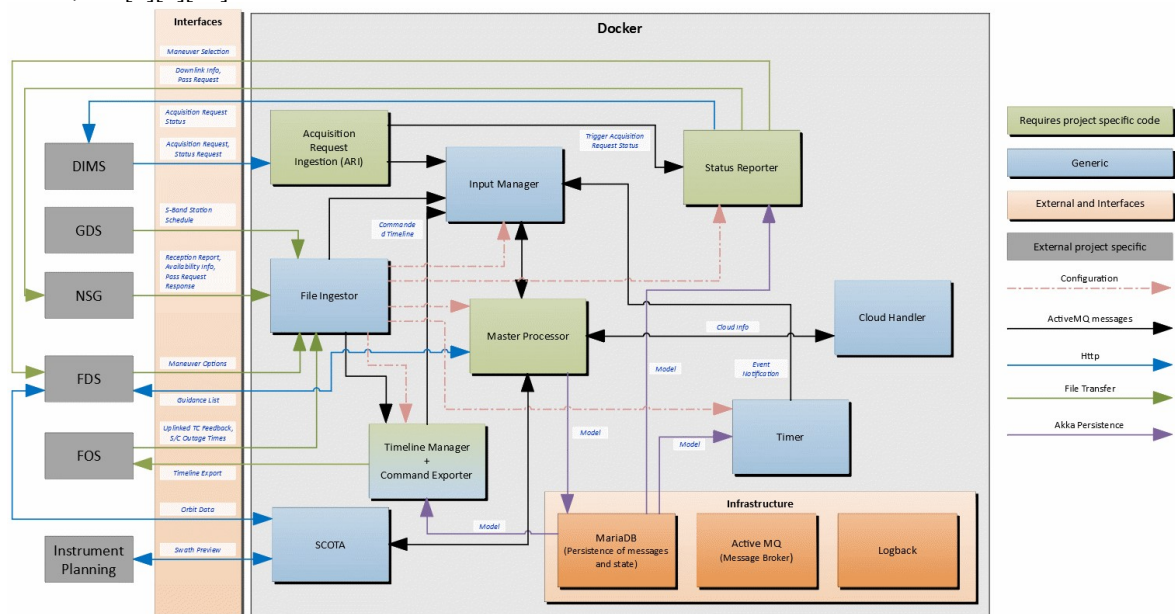 Interfaces
Docker
Maneuver Selection
Downlink Info,
Pass Request
Acquisition Request
Status
Acquisition Request,
Status Request
DIMS
Acquisition
Request
Ingestion (ARI)
Trigger Acquisition
Request Status
Status Reporter
Input Manager
GDS
S-Band Station
Schedule
Commande
d Timeline
NSG
Reception Report,
Availability Info,
Pass Request
Response
File Ingestor
Master Processor
Cloud Info
Cloud Handler
FDS
Maneuver Options
Guidance List
Model
Event
Notification
FOS
Uplinked TC Feedback,
S/C Outage Times
Timeline Export
Timeline Manager
+
Command Exporter
Model
Model
Timer
Orbit Data
Swath Preview
Instrument
Planning
SCOTA
Model
Infrastructure
MariaDB
(Persistence of messages
and state)
Active MQ
(Message Broker)
Logback
Requires project specific code
Generic
External and Interfaces
External project specific
Configuration
ActiveMQ messages
Http
File Transfer
Akka Persistence